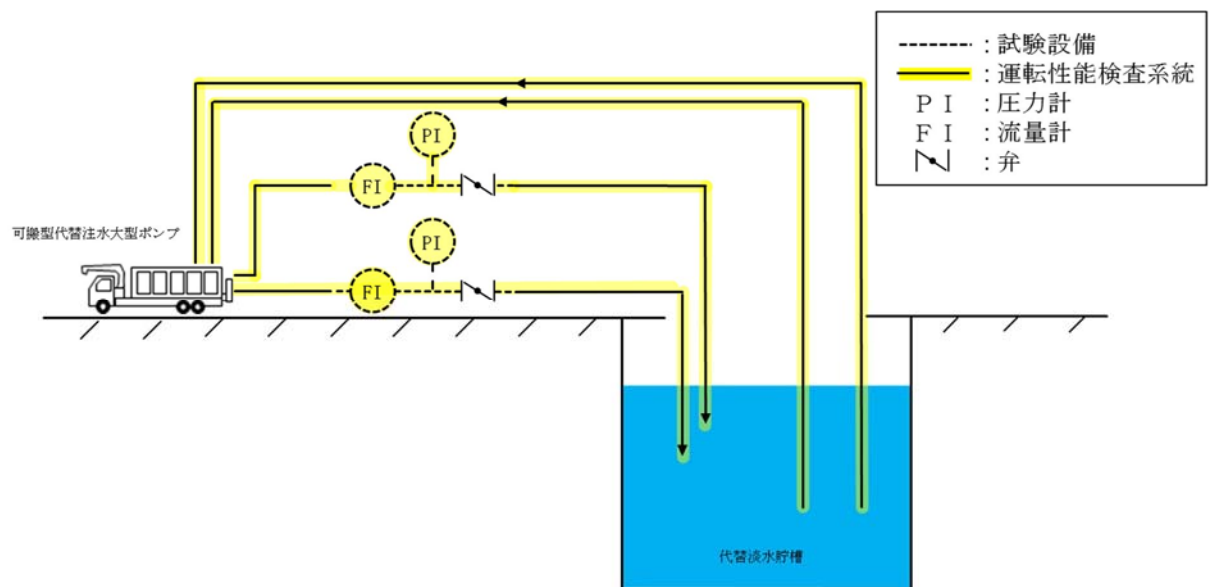 ：試験設備
：運転性能検査系統
ＰＩ：圧力計
ＦＩ：流量計
：弁
PI
FI
可搬型代替注水大型ポンプ
PI
FI
代替淡水貯槽